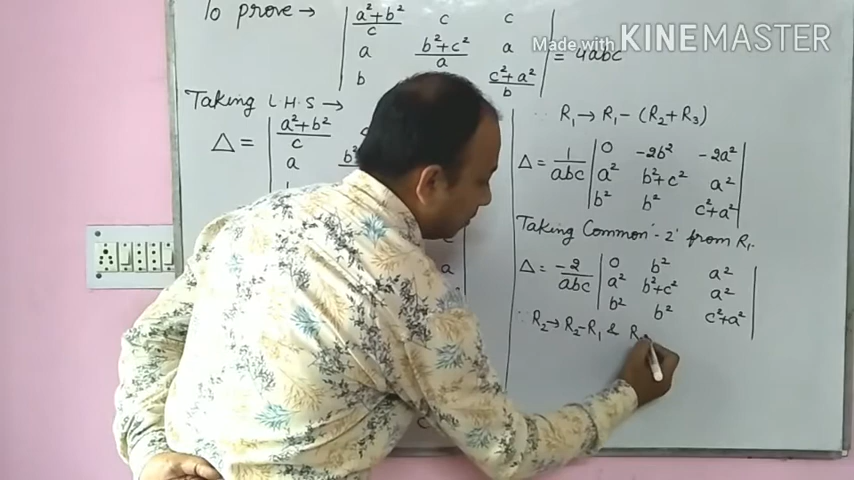 To prove → | (a²+b²)/c c c |
| a (b²+c²)/a a | = 4abc
| b (c²+a²)/b |
Taking L.H.S →
Δ = | (a²+b²)/c
a b²
∵ R₁ → R₁ - (R₂+R₃)
Δ = 1/abc | 0 -2b² -2a² |
| a² b²+c² a² |
| b² b² c²+a² |
Taking Common '-2' from R₁.
Δ = -2/abc | 0 b² a² |
| a² b²+c² a² |
| b² b² c²+a² |
∵ R₂ → R₂-R₁ & R
Made with KINEMASTER